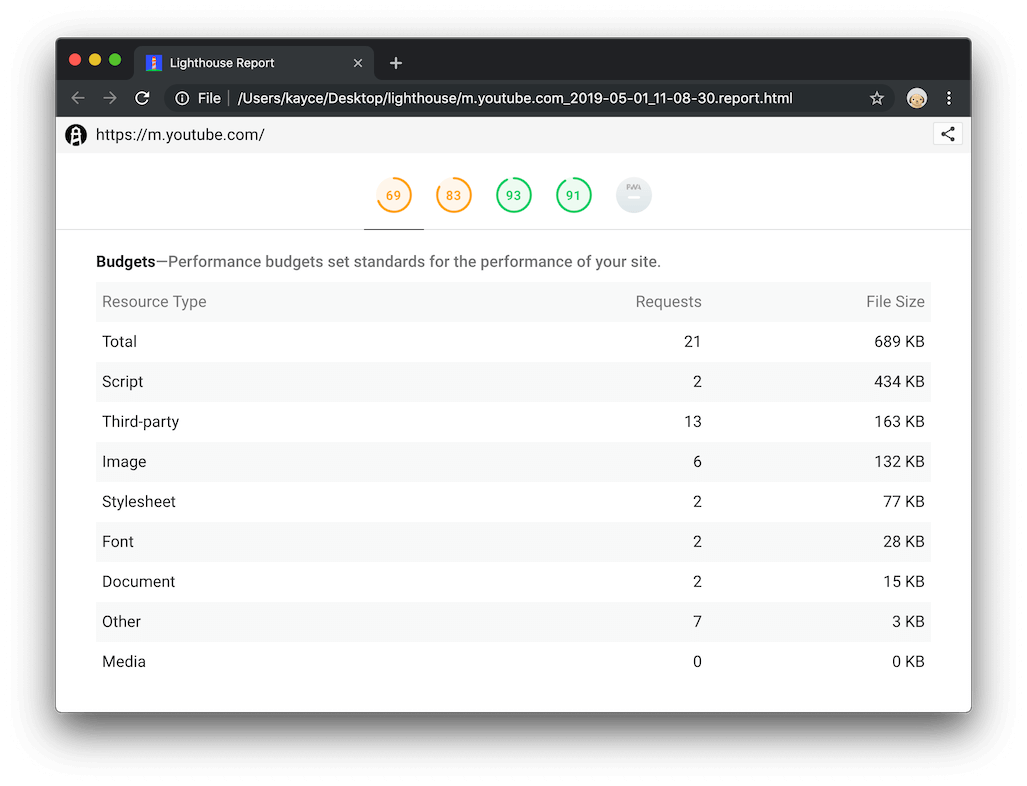 Lighthouse Report
File | /Users/kayce/Desktop/lighthouse/m.youtube.com_2019-05-01_11-08-30.report.html
https://m.youtube.com/
69 83 93 91 PWA
Budgets—Performance budgets set standards for the performance of your site.
Resource Type Requests File Size
Total 21 689 KB
Script 2 434 KB
Third-party 13 163 KB
Image 6 132 KB
Stylesheet 2 77 KB
Font 2 28 KB
Document 2 15 KB
Other 7 3 KB
Media 0 0 KB